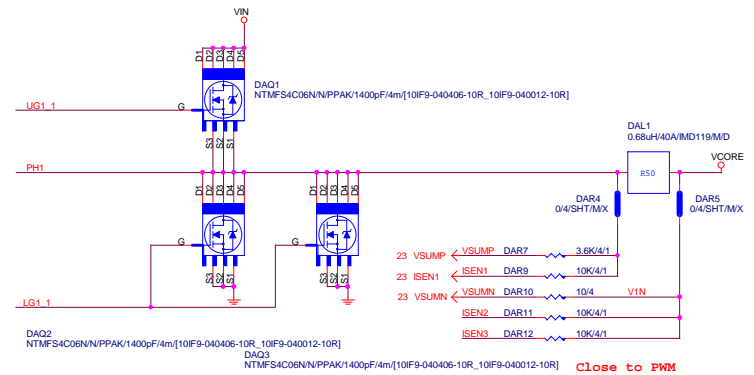 VIN
D1 D2 D3 D4 D5
DAQ1
NTMFS4C06N/N/PPAK/1400pF/4m/[10IF9-040406-10R_10IF9-040012-10R]
UG1_1
G
S3 S2 S1
DAL1
0.68uH/40A/IMD119/M/D
VCORE
PH1
R50
D1 D2 D3 D4 D5
D1 D2 D3 D4 D5
DAR4
0/4/SHT/M/X
DAR5
0/4/SHT/M/X
G
G
23 VSUMP VSUMP DAR7 3.6K/4/1
S3 S2 S1
S3 S2 S1
23 ISEN1 ISEN1 DAR9 10K/4/1
23 VSUMN VSUMN DAR10 10/4 V1N
LG1_1
ISEN2 DAR11 10K/4/1
ISEN3 DAR12 10K/4/1
DAQ2
NTMFS4C06N/N/PPAK/1400pF/4m/[10IF9-040406-10R_10IF9-040012-10R]
DAQ3
NTMFS4C06N/N/PPAK/1400pF/4m/[10IF9-040406-10R_10IF9-040012-10R]
Close to PWM